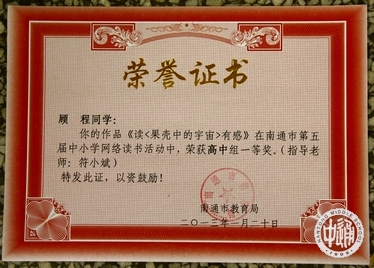 荣誉证书
顾 程同学:
你的作品《读<果壳中的宇宙>有感》在南通市第五
届中小学网络读书活动中,荣获高中组一等奖。(指导老
师:符小斌)
特发此证,以资鼓励!
南通市教育局
二〇一三年一月二十日